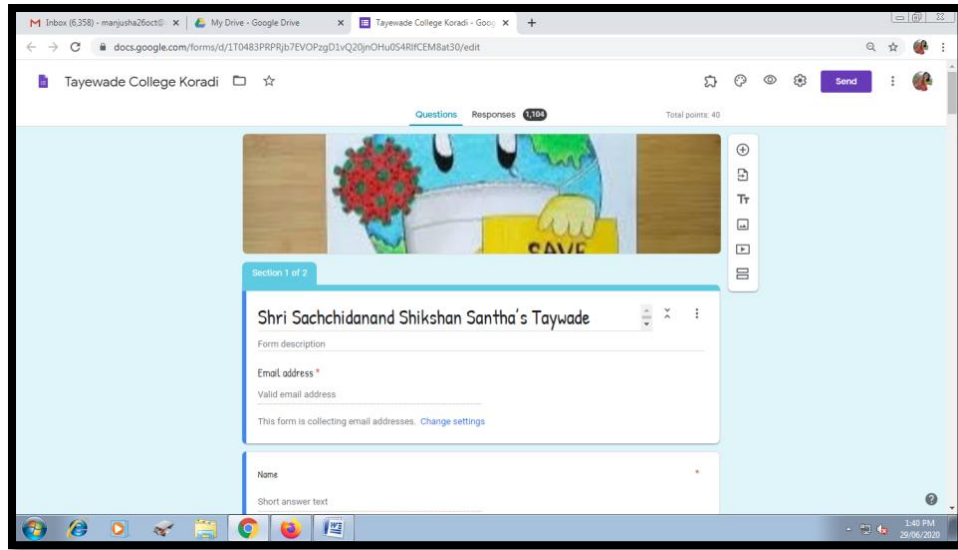 Inbox (6,358) - manjusha26oct@
My Drive - Google Drive
Tayewade College Koradi - Goog
docs.google.com/forms/d/1T0483PRPRjb7EVOPzgD1vQ20jnOHu0S4RlfCEM8at30/edit
Tayewade College Koradi
Send
Questions Responses 1,104
Total points: 40
SAVE
Section 1 of 2
Shri Sachchidanand Shikshan Santha's Taywade
Form description
Email address *
Valid email address
This form is collecting email addresses. Change settings
Name *
Short answer text
1:40 PM
29/06/2020